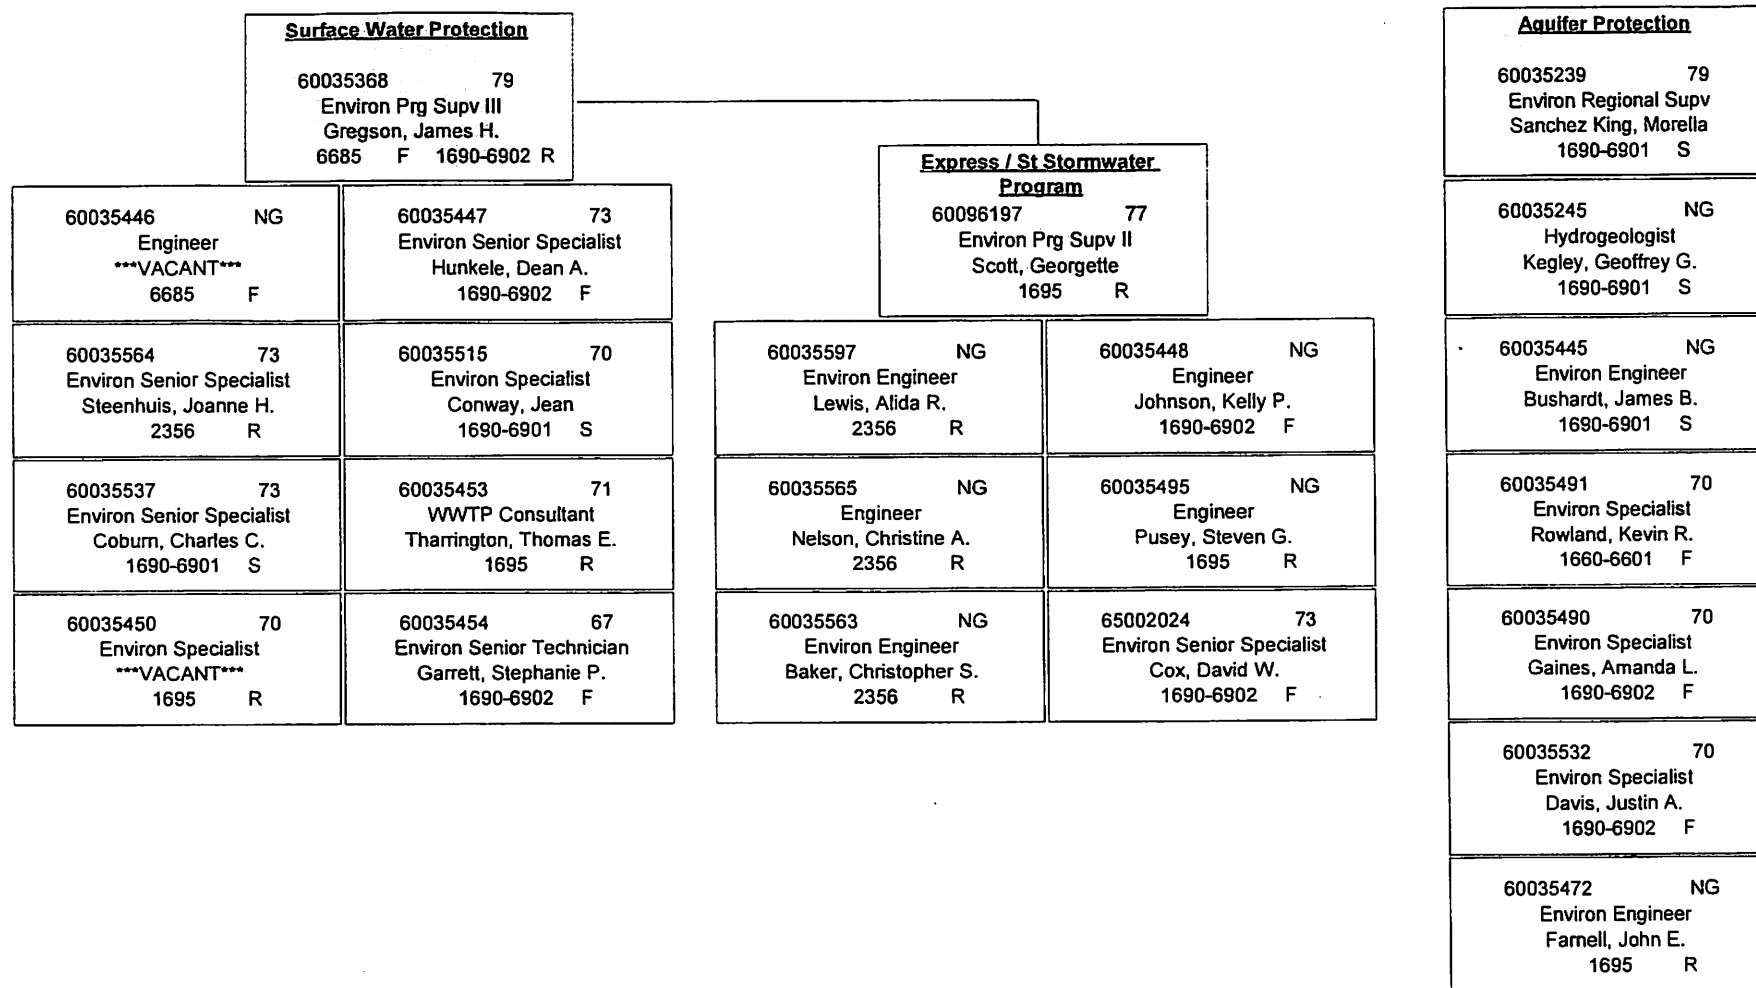 Surface Water Protection
60035368 79
Environ Prg Supv III
Gregson, James H.
6685 F 1690-6902 R
60035446 NG
Engineer
***VACANT***
6685 F
60035447 73
Environ Senior Specialist
Hunkele, Dean A.
1690-6902 F
60035564 73
Environ Senior Specialist
Steenhuis, Joanne H.
2356 R
60035515 70
Environ Specialist
Conway, Jean
1690-6901 S
60035537 73
Environ Senior Specialist
Coburn, Charles C.
1690-6901 S
60035453 71
WWTP Consultant
Tharrington, Thomas E.
1695 R
60035450 70
Environ Specialist
***VACANT***
1695 R
60035454 67
Environ Senior Technician
Garrett, Stephanie P.
1690-6902 F
Express / St Stormwater
Program
60096197 77
Environ Prg Supv II
Scott, Georgette
1695 R
60035597 NG
Environ Engineer
Lewis, Alida R.
2356 R
60035448 NG
Engineer
Johnson, Kelly P.
1690-6902 F
60035565 NG
Engineer
Nelson, Christine A.
2356 R
60035495 NG
Engineer
Pusey, Steven G.
1695 R
60035563 NG
Environ Engineer
Baker, Christopher S.
2356 R
65002024 73
Environ Senior Specialist
Cox, David W.
1690-6902 F
Aquifer Protection
60035239 79
Environ Regional Supv
Sanchez King, Morella
1690-6901 S
60035245 NG
Hydrogeologist
Kegley, Geoffrey G.
1690-6901 S
60035445 NG
Environ Engineer
Bushardt, James B.
1690-6901 S
60035491 70
Environ Specialist
Rowland, Kevin R.
1660-6601 F
60035490 70
Environ Specialist
Gaines, Amanda L.
1690-6902 F
60035532 70
Environ Specialist
Davis, Justin A.
1690-6902 F
60035472 NG
Environ Engineer
Farnell, John E.
1695 R